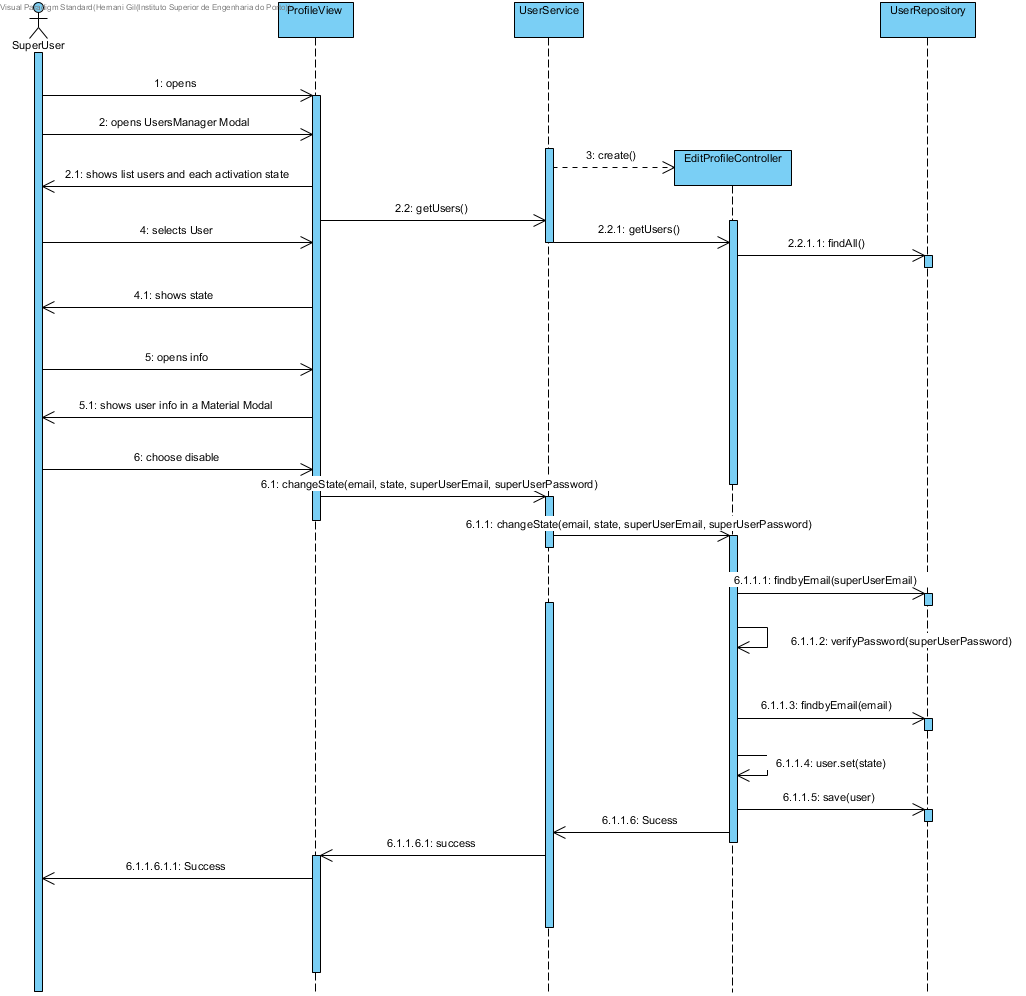 Visual Paradigm Standard(Hernani Gil(Instituto Superior de Engenharia do Porto
SuperUser
ProfileView
UserService
UserRepository
1: opens
2: opens UsersManager Modal
3: create()
EditProfileController
2.1: shows list users and each activation state
2.2: getUsers()
4: selects User
2.2.1: getUsers()
2.2.1.1: findAll()
4.1: shows state
5: opens info
5.1: shows user info in a Material Modal
6: choose disable
6.1: changeState(email, state, superUserEmail, superUserPassword)
6.1.1: changeState(email, state, superUserEmail, superUserPassword)
6.1.1.1: findbyEmail(superUserEmail)
6.1.1.2: verifyPassword(superUserPassword)
6.1.1.3: findbyEmail(email)
6.1.1.4: user.set(state)
6.1.1.5: save(user)
6.1.1.6: Sucess
6.1.1.6.1: success
6.1.1.6.1.1: Success